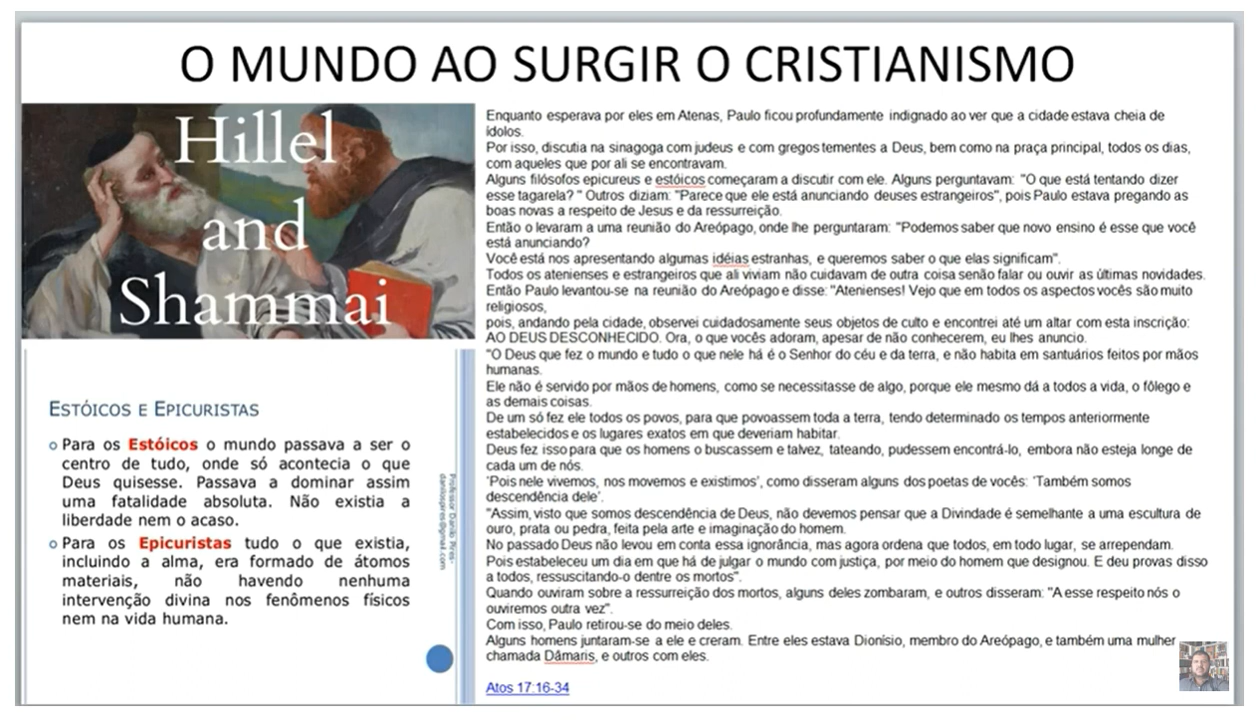 O MUNDO AO SURGIR O CRISTIANISMO
Hillel
and
Shammai
ESTÓICOS E EPICURISTAS
Para os Estóicos o mundo passava a ser o
centro de tudo, onde só acontecia o que
Deus quisesse. Passava a dominar assim
uma fatalidade absoluta. Não existia a
liberdade nem o acaso.
Para os Epicuristas tudo o que existia,
incluindo a alma, era formado de átomos
materiais, não havendo nenhuma
intervenção divina nos fenômenos físicos
nem na vida humana.
Professor Danilo Pires-
danilospires@gmail.com
Enquanto esperava por eles em Atenas, Paulo ficou profundamente indignado ao ver que a cidade estava cheia de
ídolos.
Por isso, discutia na sinagoga com judeus e com gregos tementes a Deus, bem como na praça principal, todos os dias,
com aqueles que por ali se encontravam.
Alguns filósofos epicureus e estóicos começaram a discutir com ele. Alguns perguntavam: "O que está tentando dizer
esse tagarela? " Outros diziam: "Parece que ele está anunciando deuses estrangeiros", pois Paulo estava pregando as
boas novas a respeito de Jesus e da ressurreição.
Então o levaram a uma reunião do Areópago, onde lhe perguntaram: "Podemos saber que novo ensino é esse que você
está anunciando?
Você está nos apresentando algumas idéias estranhas, e queremos saber o que elas significam".
Todos os atenienses e estrangeiros que ali viviam não cuidavam de outra coisa senão falar ou ouvir as últimas novidades.
Então Paulo levantou-se na reunião do Areópago e disse: "Atenienses! Vejo que em todos os aspectos vocês são muito
religiosos,
pois, andando pela cidade, observei cuidadosamente seus objetos de culto e encontrei até um altar com esta inscrição:
AO DEUS DESCONHECIDO. Ora, o que vocês adoram, apesar de não conhecerem, eu lhes anuncio.
"O Deus que fez o mundo e tudo o que nele há é o Senhor do céu e da terra, e não habita em santuários feitos por mãos
humanas.
Ele não é servido por mãos de homens, como se necessitasse de algo, porque ele mesmo dá a todos a vida, o fôlego e
as demais coisas.
De um só fez ele todos os povos, para que povoassem toda a terra, tendo determinado os tempos anteriormente
estabelecidos e os lugares exatos em que deveriam habitar.
Deus fez isso para que os homens o buscassem e talvez, tateando, pudessem encontrá-lo, embora não esteja longe de
cada um de nós.
'Pois nele vivemos, nos movemos e existimos', como disseram alguns dos poetas de vocês: 'Também somos
descendência dele'.
"Assim, visto que somos descendência de Deus, não devemos pensar que a Divindade é semelhante a uma escultura de
ouro, prata ou pedra, feita pela arte e imaginação do homem.
No passado Deus não levou em conta essa ignorância, mas agora ordena que todos, em todo lugar, se arrependam.
Pois estabeleceu um dia em que há de julgar o mundo com justiça, por meio do homem que designou. E deu provas disso
a todos, ressuscitando-o dentre os mortos".
Quando ouviram sobre a ressurreição dos mortos, alguns deles zombaram, e outros disseram: "A esse respeito nós o
ouviremos outra vez".
Com isso, Paulo retirou-se do meio deles.
Alguns homens juntaram-se a ele e creram. Entre eles estava Dionísio, membro do Areópago, e também uma mulher
chamada Dâmaris, e outros com eles.
Atos 17:16-34